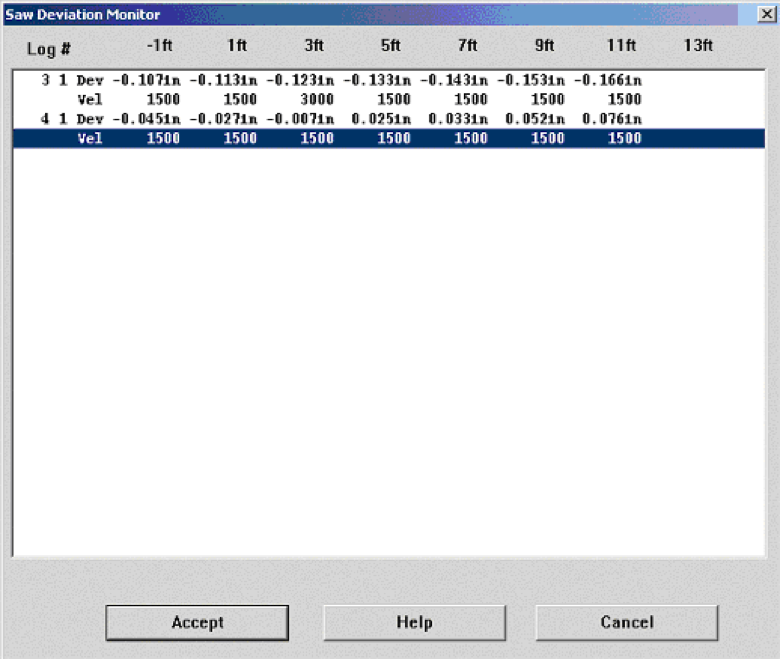 Saw Deviation Monitor
Log # -1ft 1ft 3ft 5ft 7ft 9ft 11ft 13ft
3 1 Dev -0.107in -0.113in -0.123in -0.133in -0.143in -0.153in -0.166in
Vel 1500 1500 3000 1500 1500 1500 1500
4 1 Dev -0.045in -0.027in -0.007in 0.025in 0.033in 0.052in 0.076in
Vel 1500 1500 1500 1500 1500 1500 1500
Accept Help Cancel